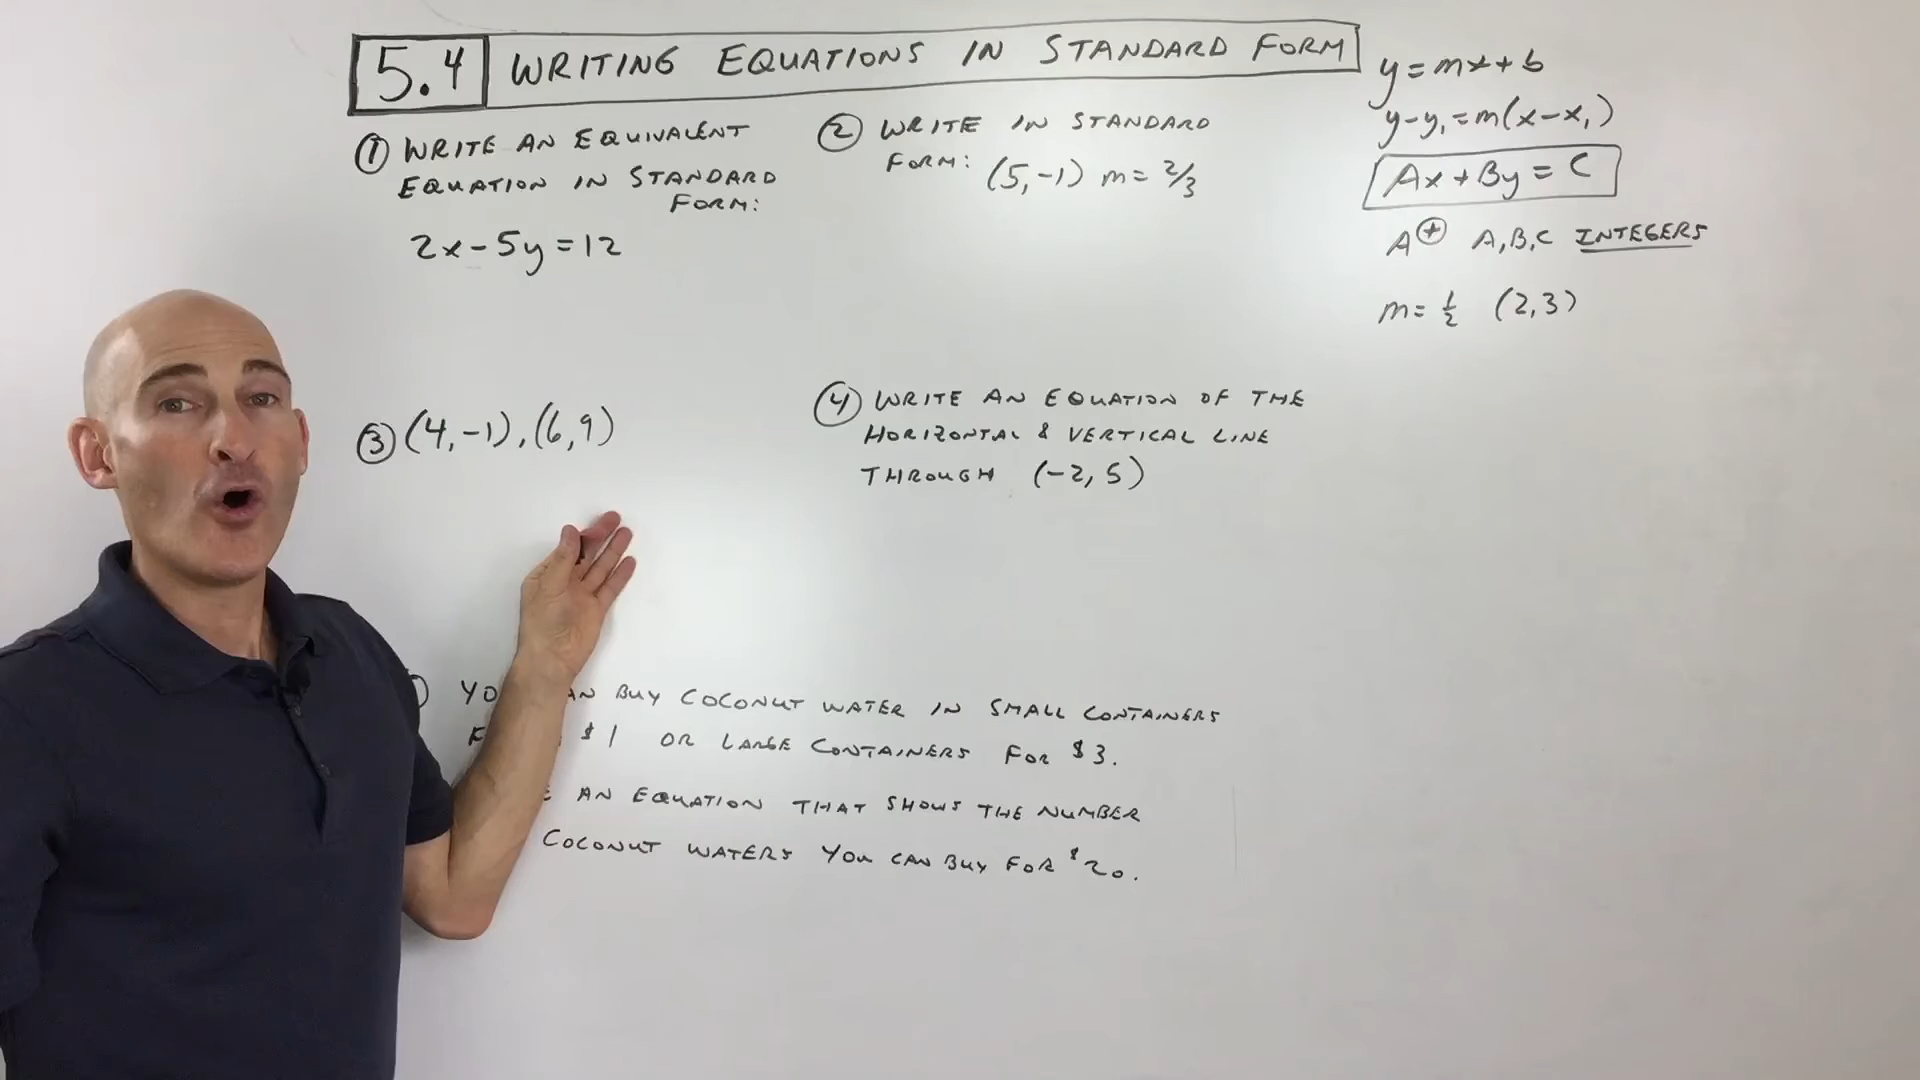 5.4 WRITING EQUATIONS IN STANDARD FORM
① WRITE AN EQUIVALENT
EQUATION IN STANDARD
FORM:
2x-5y=12
② WRITE IN STANDARD
FORM: (5,-1) m=2/3
y=mx+b
y-y₁=m(x-x₁)
Ax+By=C
A⊕ A,B,C INTEGERS
m=1/2 (2,3)
③ (4,-1),(6,9)
④ WRITE AN EQUATION OF THE
HORIZONTAL & VERTICAL LINE
THROUGH (-2,5)
BUY COCONUT WATER IN SMALL CONTAINERS
$1 OR LARGE CONTAINERS FOR $3.
AN EQUATION THAT SHOWS THE NUMBER
COCONUT WATERS YOU CAN BUY FOR $20.